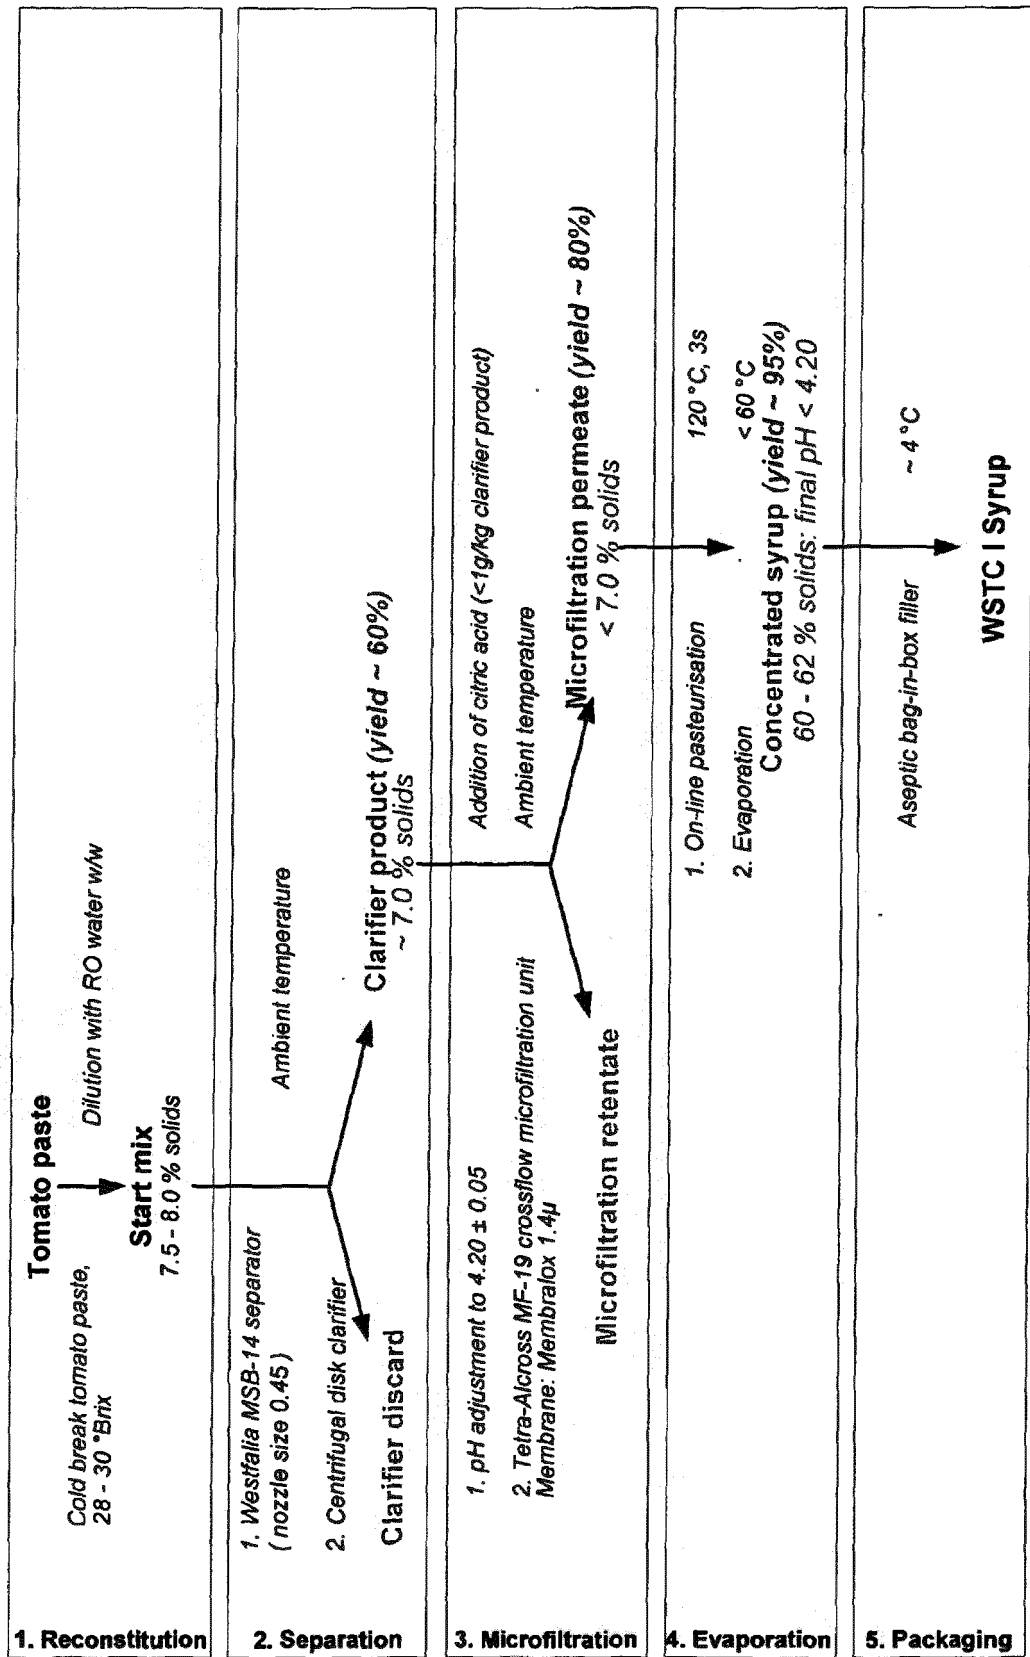 1. Reconstitution
Tomato paste
Cold break tomato paste,
28 - 30 °Brix
Dilution with RO water w/w
Start mix
7.5 - 8.0 % solids
2. Separation
1. Westfalia MSB-14 separator
( nozzle size 0.45 )
Ambient temperature
2. Centrifugal disk clarifier
Clarifier discard
Clarifier product (yield ~ 60%)
~ 7.0 % solids
3. Microfiltration
1. pH adjustment to 4.20 ± 0.05
Addition of citric acid (<1g/kg clarifier product)
2. Tetra-Alcross MF-19 crossflow microfiltration unit
Membrane: Membralox 1.4µ
Ambient temperature
Microfiltration retentate
Microfiltration permeate (yield ~ 80%)
< 7.0 % solids
4. Evaporation
1. On-line pasteurisation
120 °C, 3s
2. Evaporation
< 60 °C
Concentrated syrup (yield ~ 95%)
60 - 62 % solids: final pH < 4.20
5. Packaging
Aseptic bag-in-box filler
~ 4 °C
WSTC I Syrup